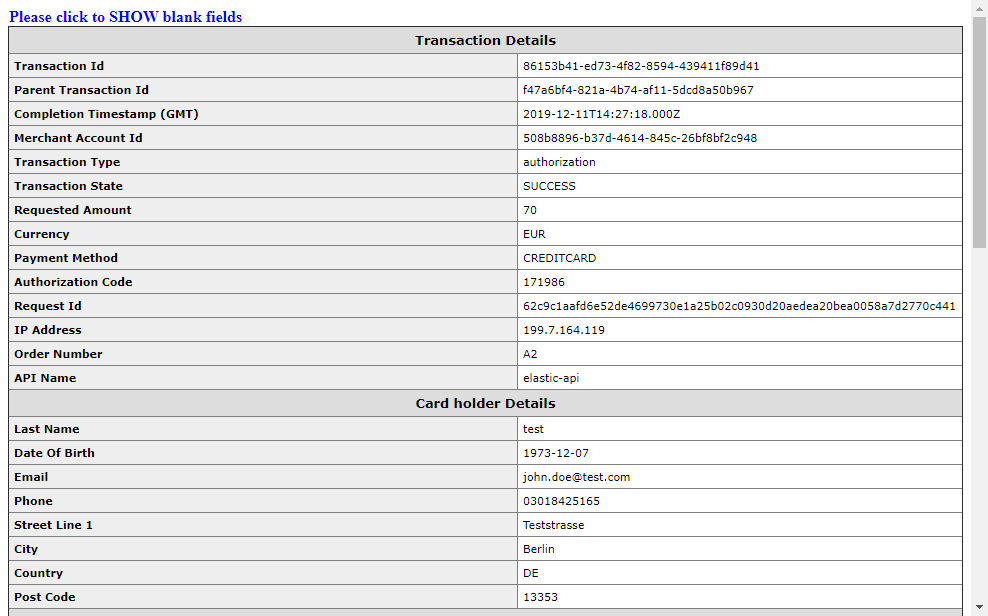 Please click to SHOW blank fields
Transaction Details
Transaction Id 86153b41-ed73-4f82-8594-439411f89d41
Parent Transaction Id f47a6bf4-821a-4b74-af11-5dcd8a50b967
Completion Timestamp (GMT) 2019-12-11T14:27:18.000Z
Merchant Account Id 508b8896-b37d-4614-845c-26bf8bf2c948
Transaction Type authorization
Transaction State SUCCESS
Requested Amount 70
Currency EUR
Payment Method CREDITCARD
Authorization Code 171986
Request Id 62c9c1aafd6e52de4699730e1a25b02c0930d20aedea20bea0058a7d2770c441
IP Address 199.7.164.119
Order Number A2
API Name elastic-api
Card holder Details
Last Name test
Date Of Birth 1973-12-07
Email john.doe@test.com
Phone 03018425165
Street Line 1 Teststrasse
City Berlin
Country DE
Post Code 13353